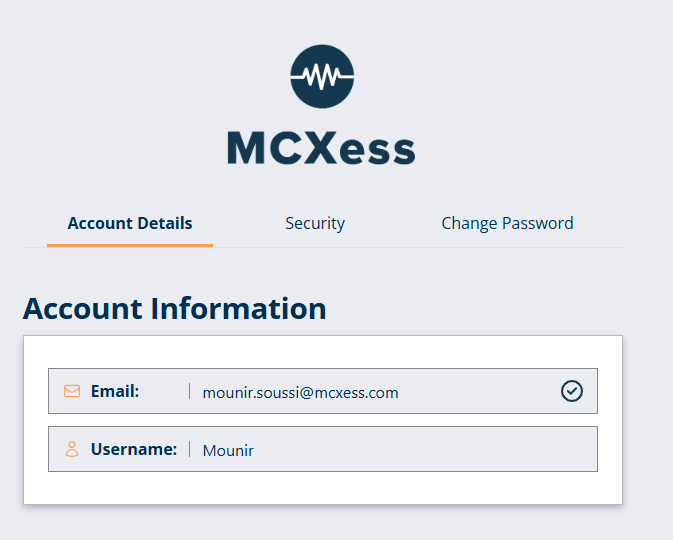 MCXess
Account Details Security Change Password
Account Information
Email: mounir.soussi@mcxess.com
Username: Mounir